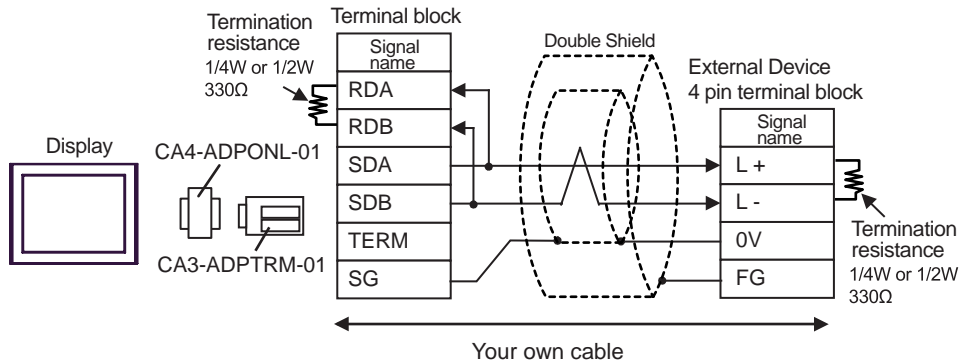 Termination
resistance
1/4W or 1/2W
330Ω
Terminal block
Signal
name
RDA
RDB
SDA
SDB
TERM
SG
Double Shield
External Device
4 pin terminal block
Signal
name
L +
L -
0V
FG
Termination
resistance
1/4W or 1/2W
330Ω
Display
CA4-ADPONL-01
CA3-ADPTRM-01
Your own cable